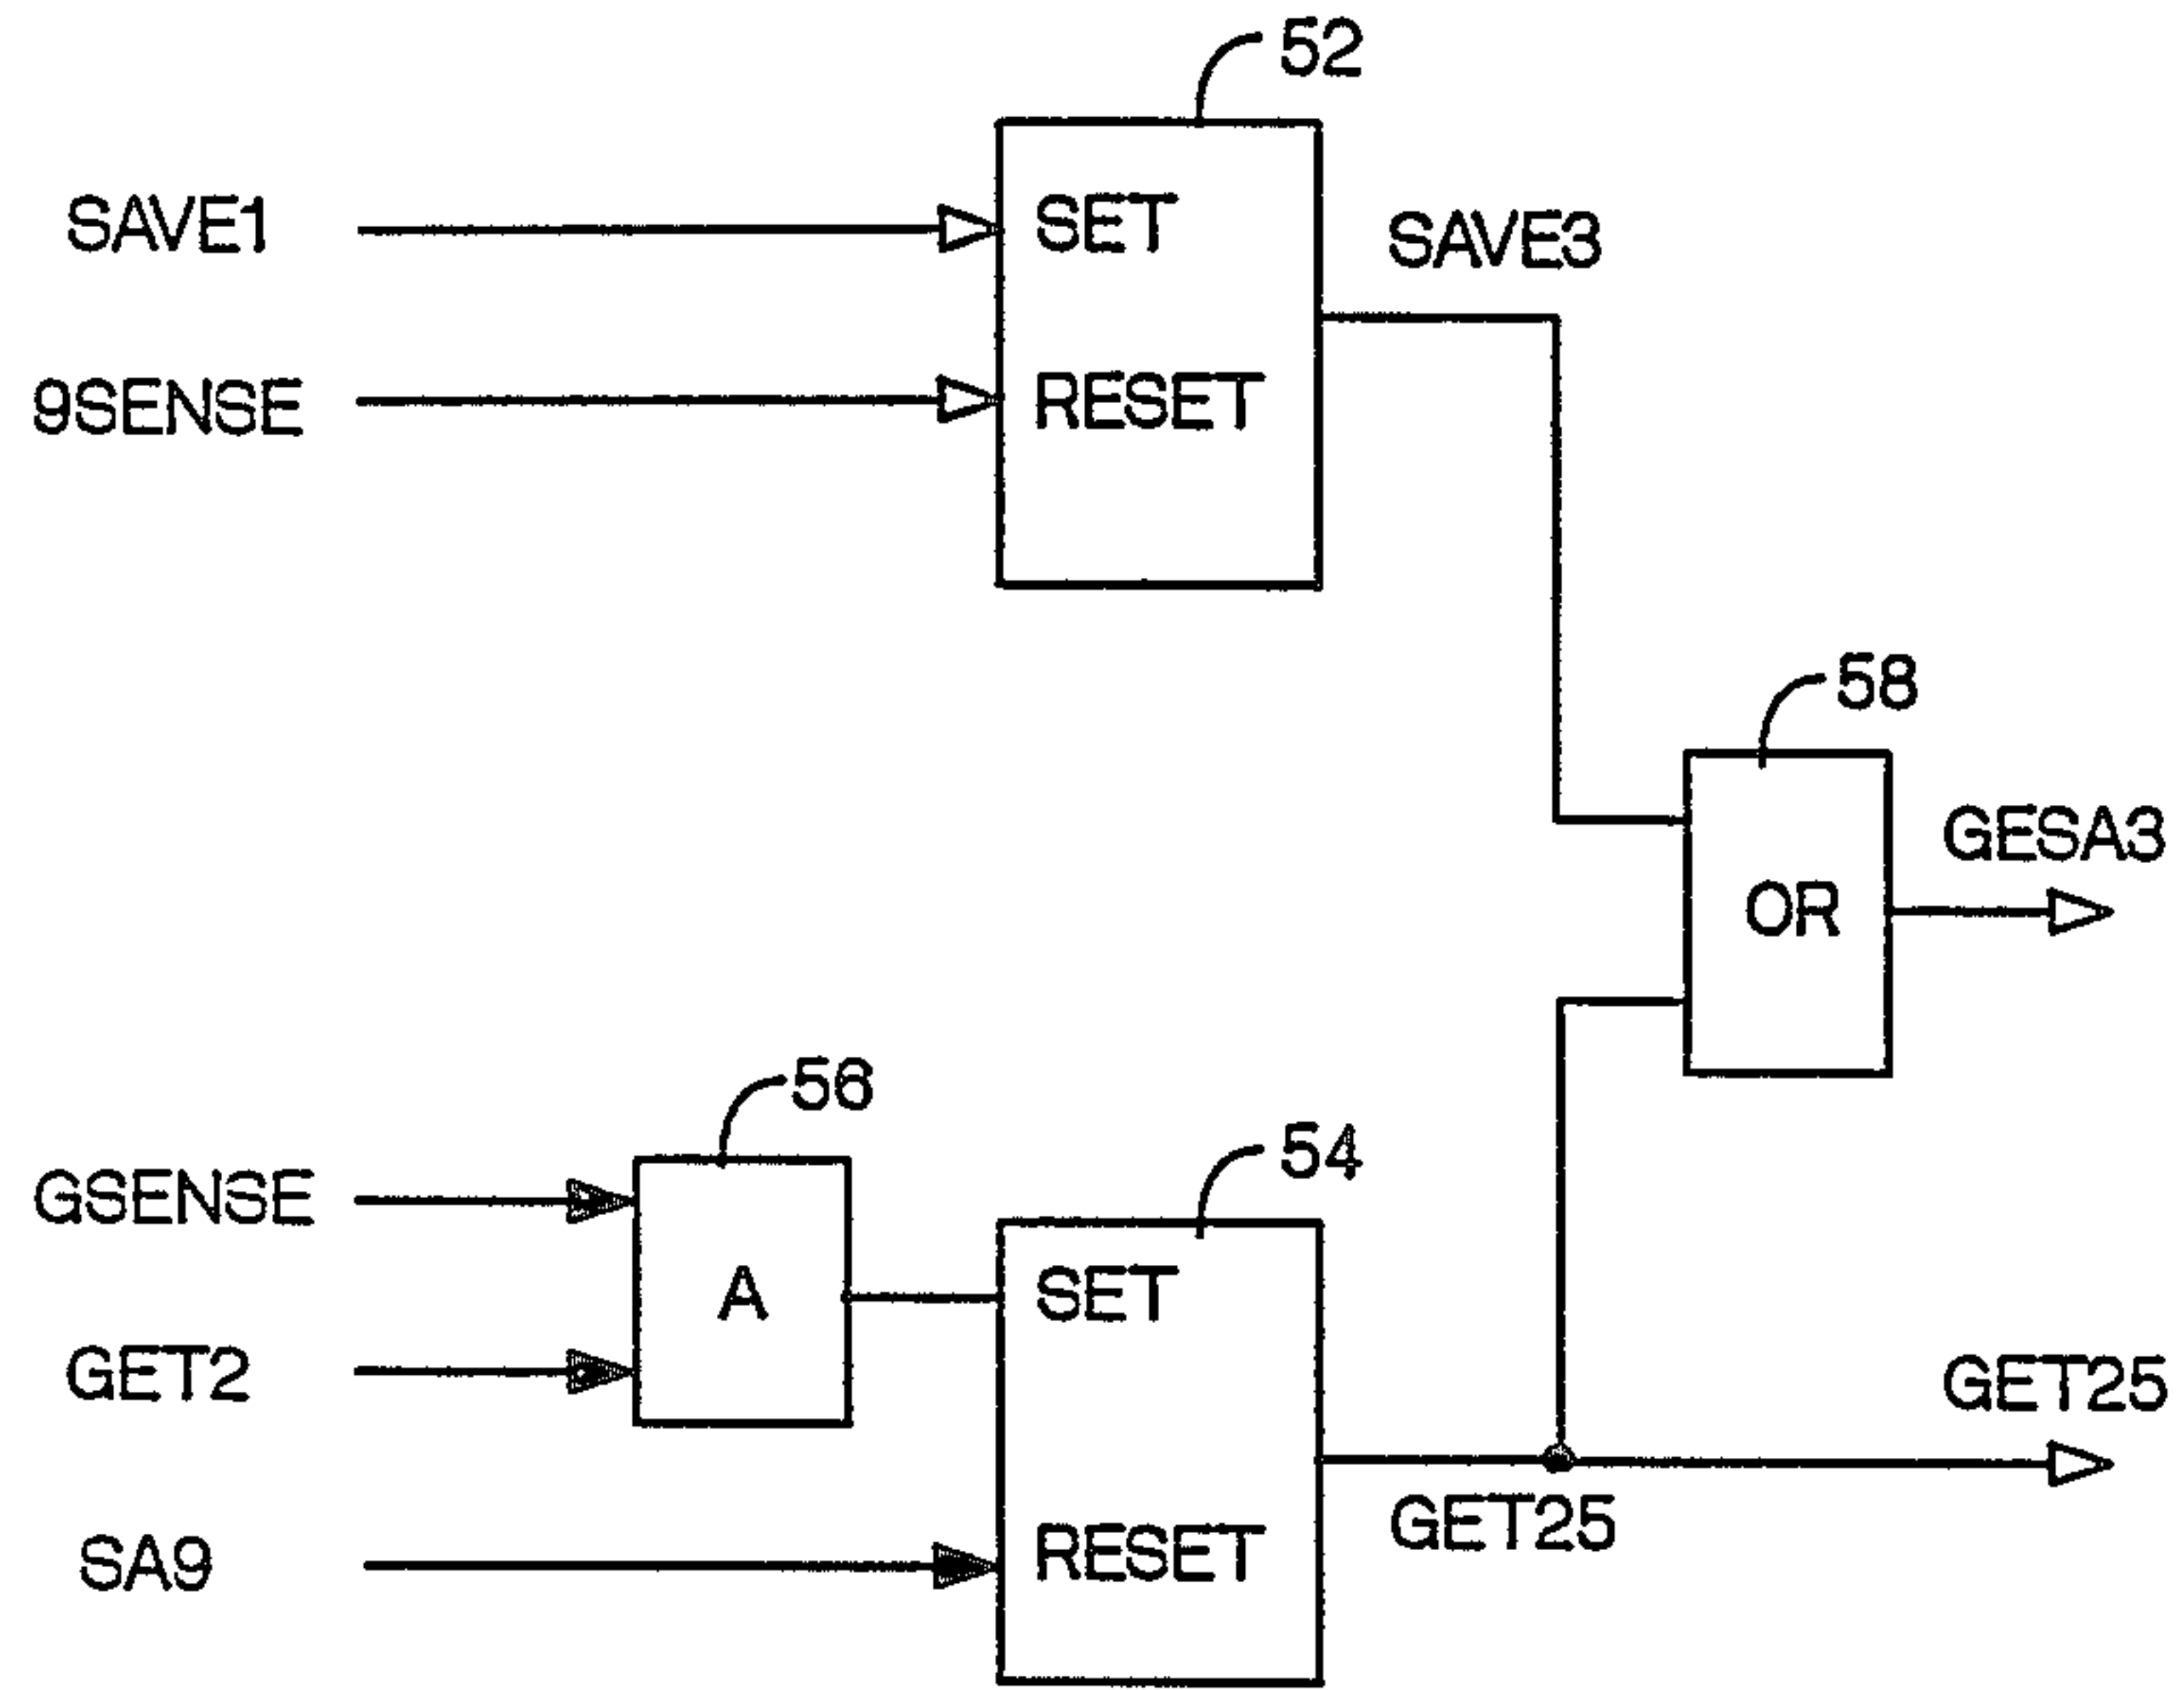 52
SAVE1
SET
SAVE3
9SENSE
RESET
58
GESA3
OR
56
54
GSENSE
SET
A
GET2
GET25
GET25
SA9
RESET